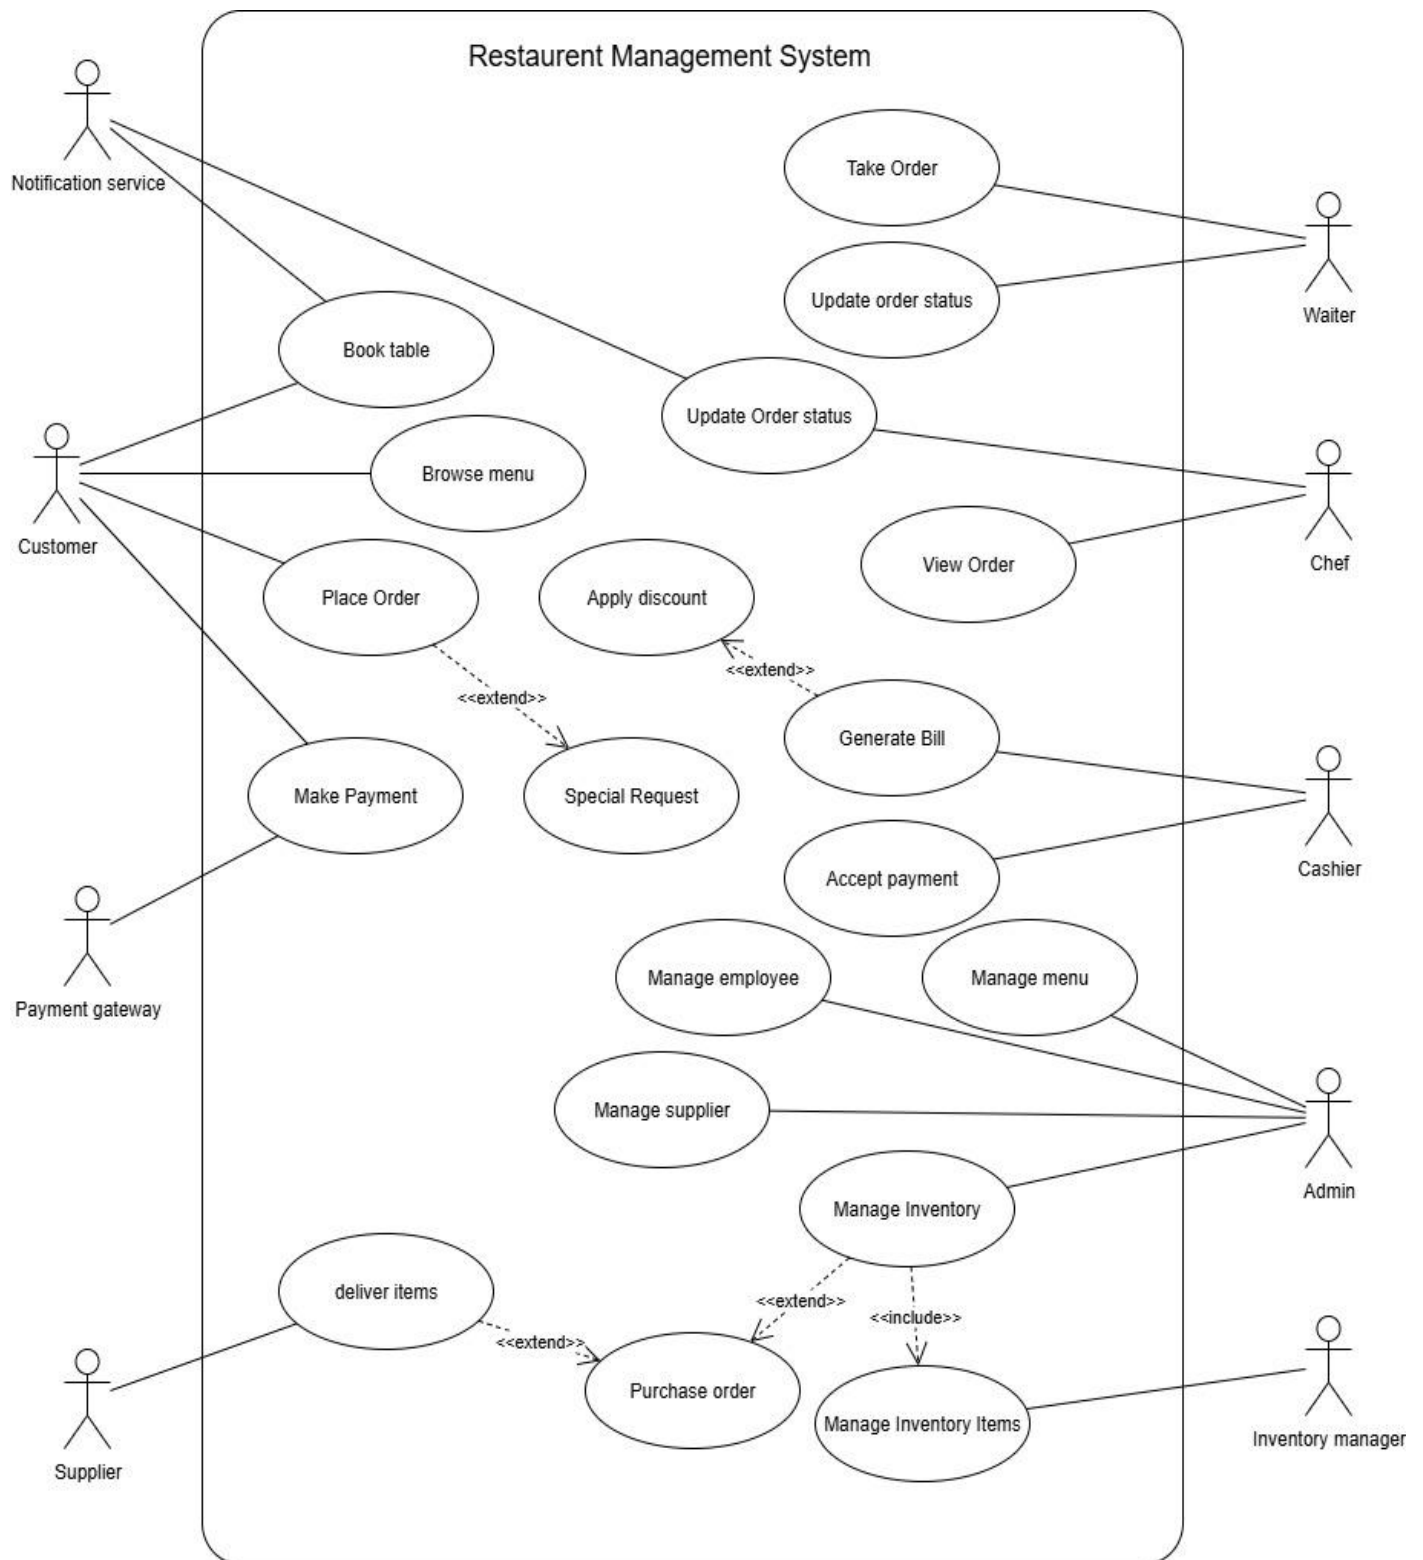 Restaurent Management System
Notification service
Take Order
Waiter
Update order status
Book table
Update Order status
Browse menu
Customer
Chef
View Order
Place Order
Apply discount
<<extend>>
<<extend>>
Generate Bill
Make Payment
Special Request
Cashier
Accept payment
Manage employee
Manage menu
Payment gateway
Manage supplier
Admin
Manage Inventory
deliver items
<<extend>>
<<include>>
<<extend>>
Purchase order
Manage Inventory Items
Inventory manager
Supplier